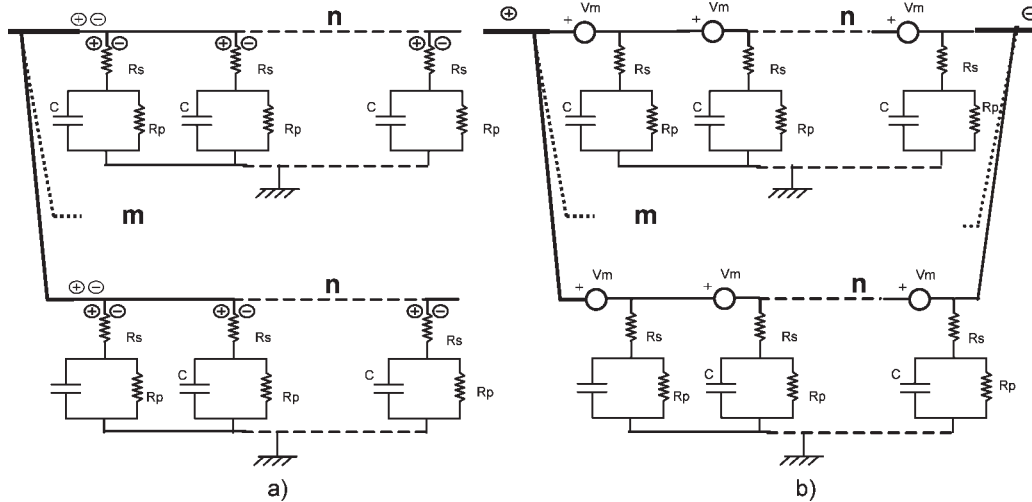 ⊕ ⊖ n
⊕ ⊖ ⊕ ⊖ ⊕ ⊖
Rs Rs Rs
C Rp C Rp C Rp
m
⊕ ⊖ n
⊕ ⊖ ⊕ ⊖ ⊕ ⊖
Rs Rs Rs
Rp C Rp C Rp
a)
⊕ + Vm + Vm n + Vm ⊖
Rs Rs Rs
C Rp C Rp C Rp
m
+ Vm + Vm n + Vm
Rs Rs Rs
Rp C Rp C Rp
b)